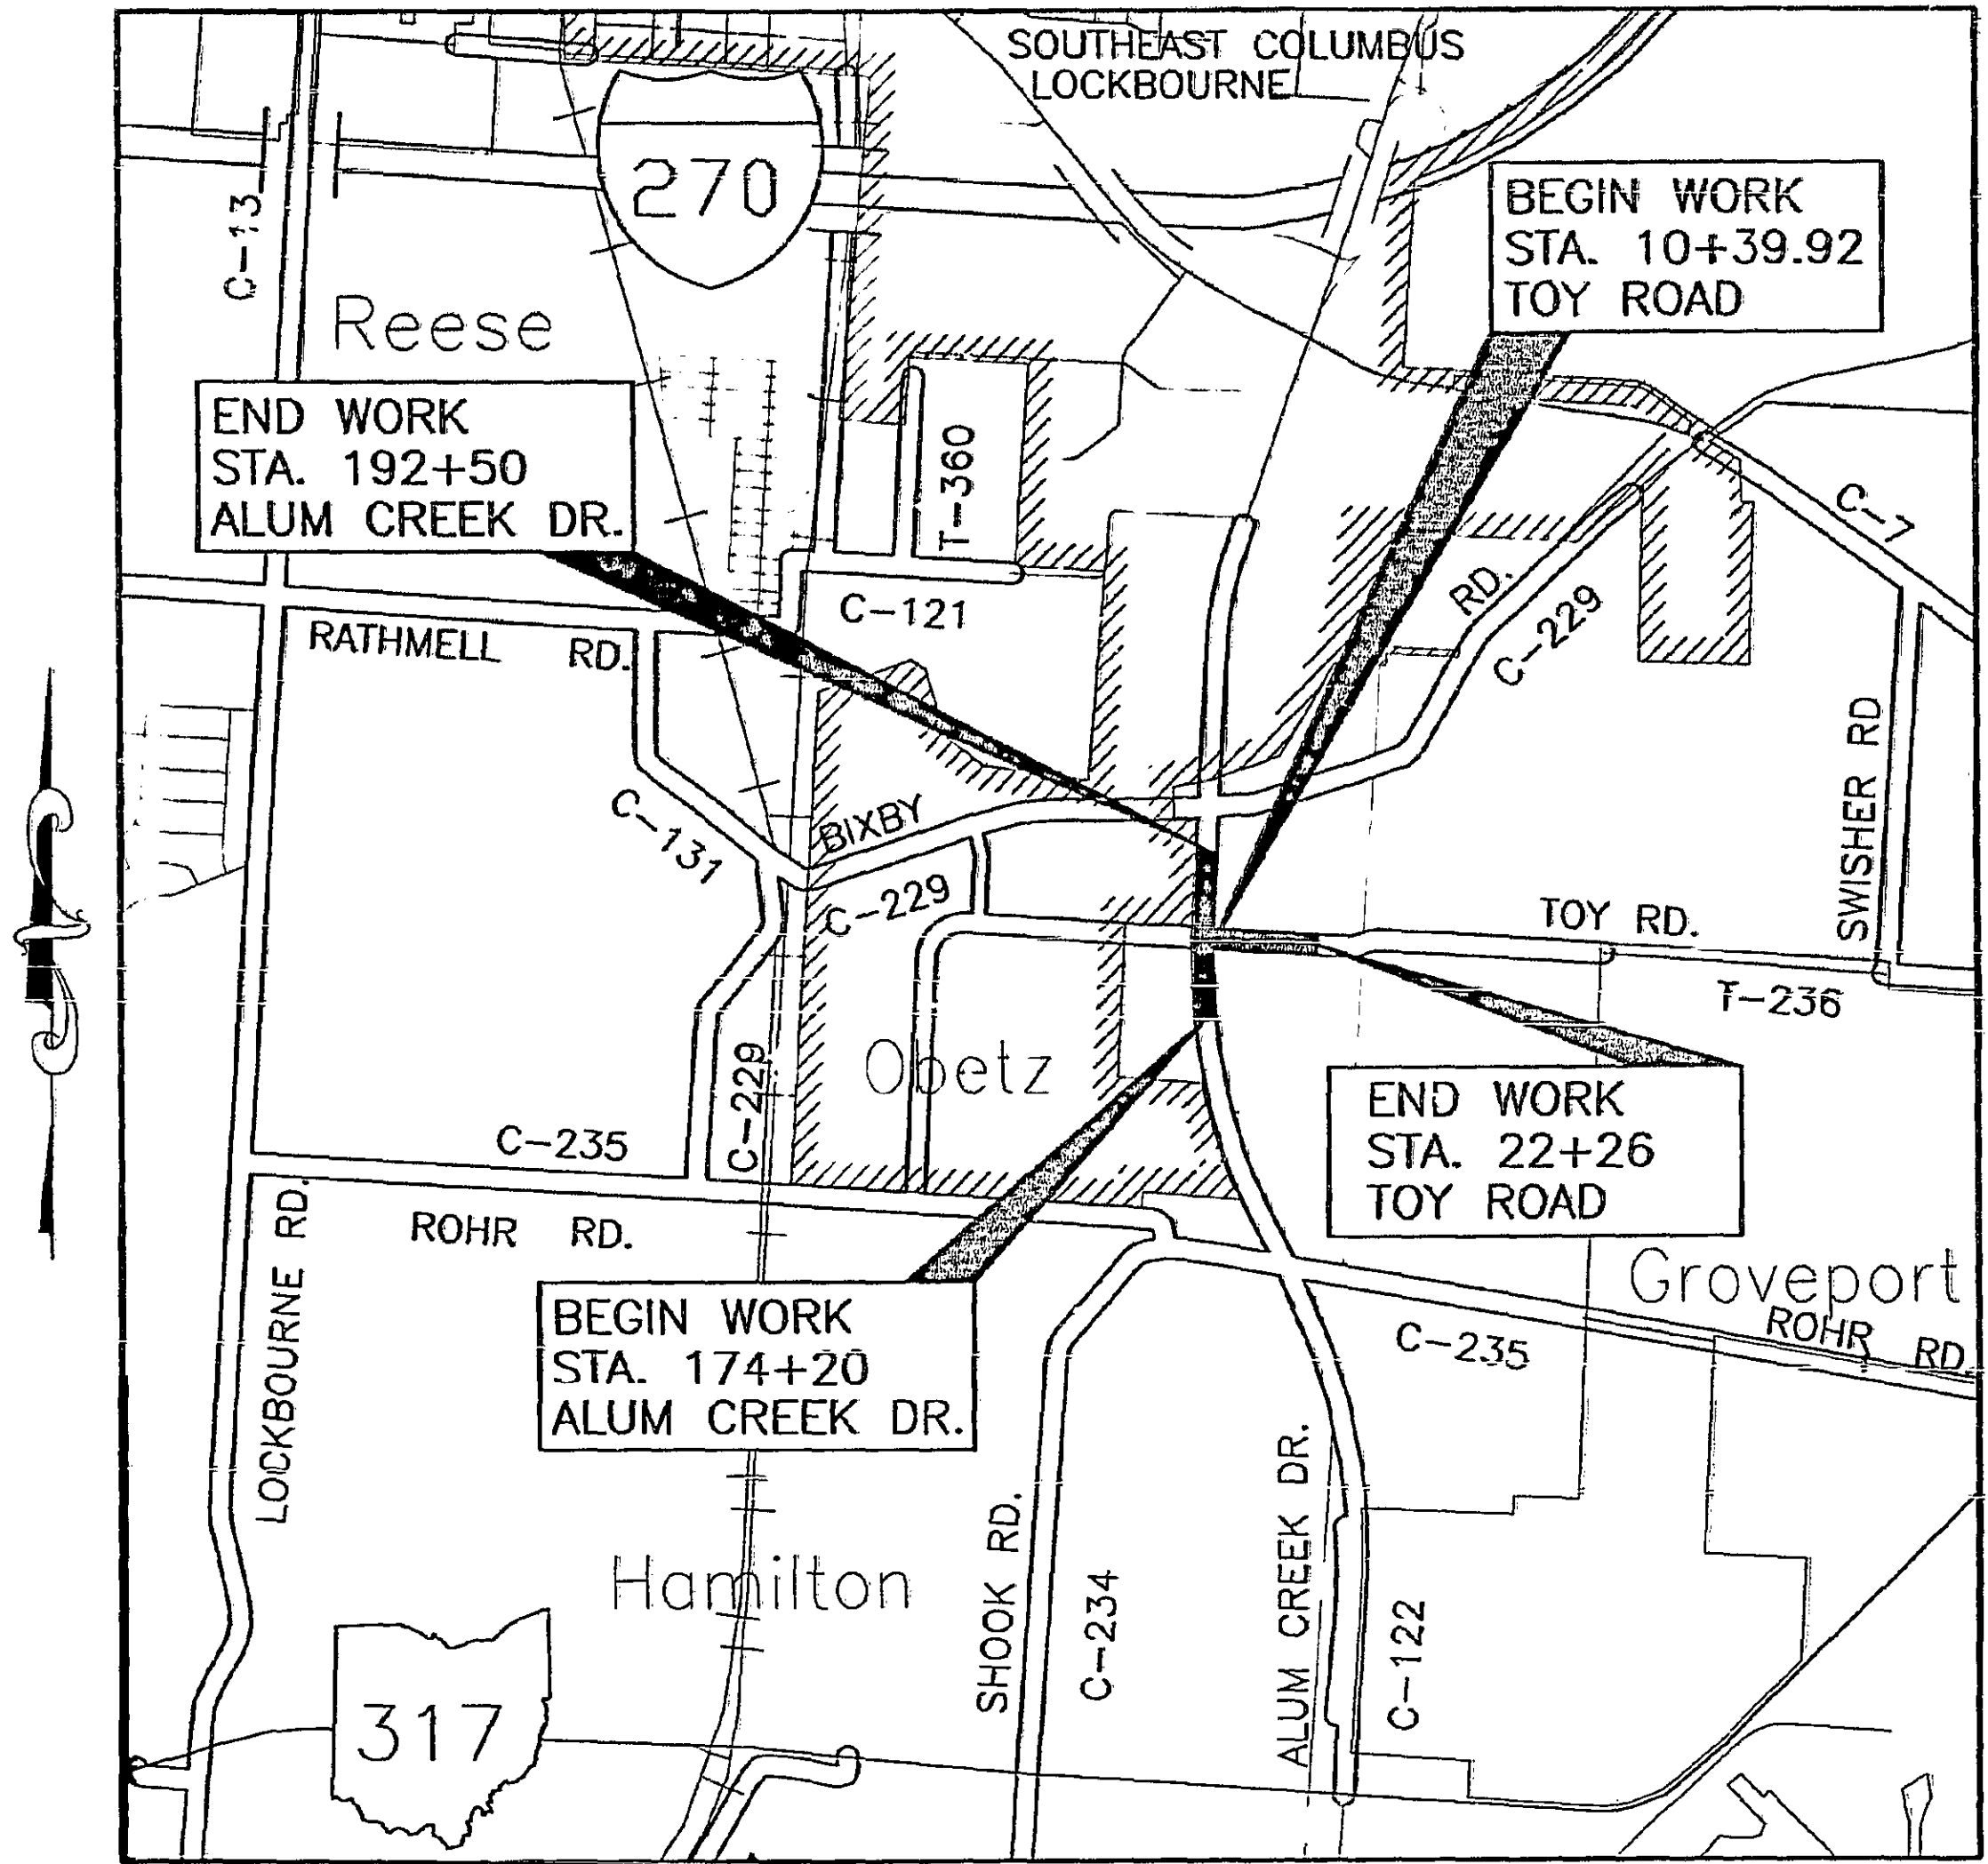 SOUTHEAST COLUMBUS
LOCKBOURNE
270
C-13
BEGIN WORK
STA. 10+39.92
TOY ROAD
Reese
END WORK
STA. 192+50
ALUM CREEK DR.
T-360
C-7
C-121
RD.
C-229
RATHMELL RD.
SWISHER RD
C-131
BIXBY
C-229
TOY RD.
T-236
Obetz
C-229
END WORK
STA. 22+26
TOY ROAD
C-235
LOCKBOURNE RD.
ROHR RD.
Groveport
ROHR RD.
C-235
BEGIN WORK
STA. 174+20
ALUM CREEK DR.
Hamilton
SHOOK RD.
C-234
ALUM CREEK DR.
C-122
317